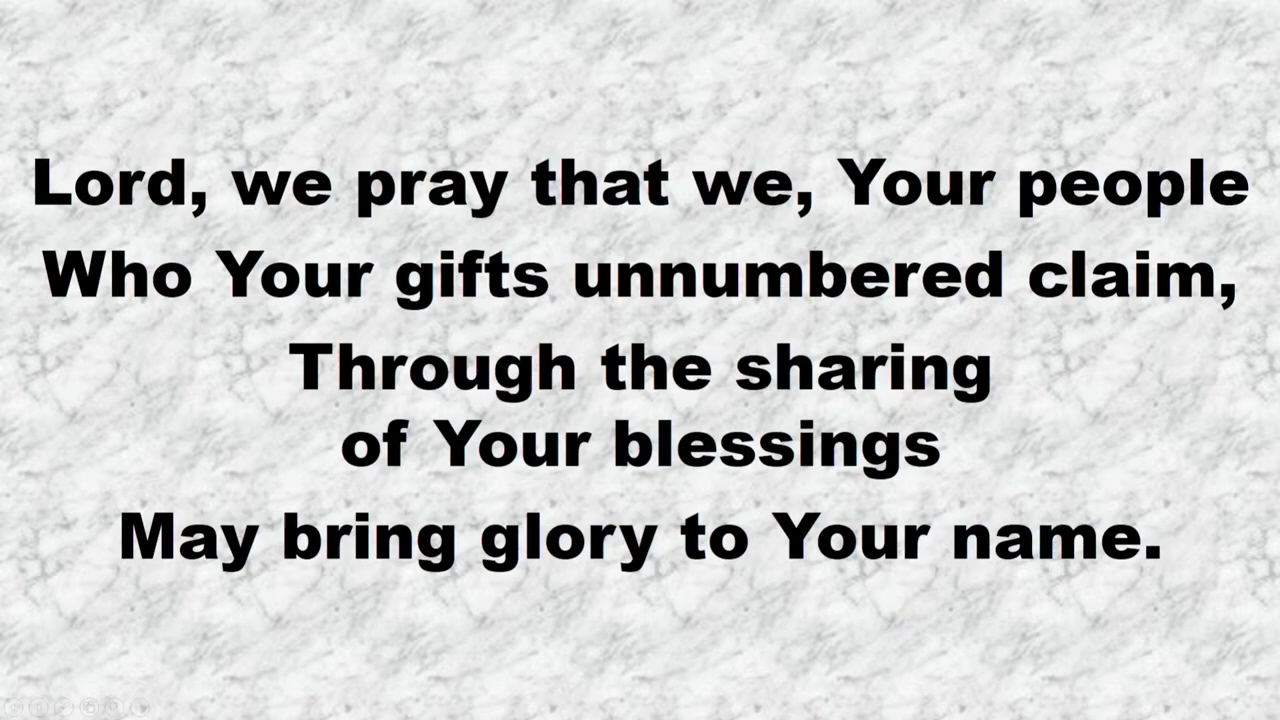 Lord, we pray that we, Your people
Who Your gifts unnumbered claim,
Through the sharing
of Your blessings
May bring glory to Your name.